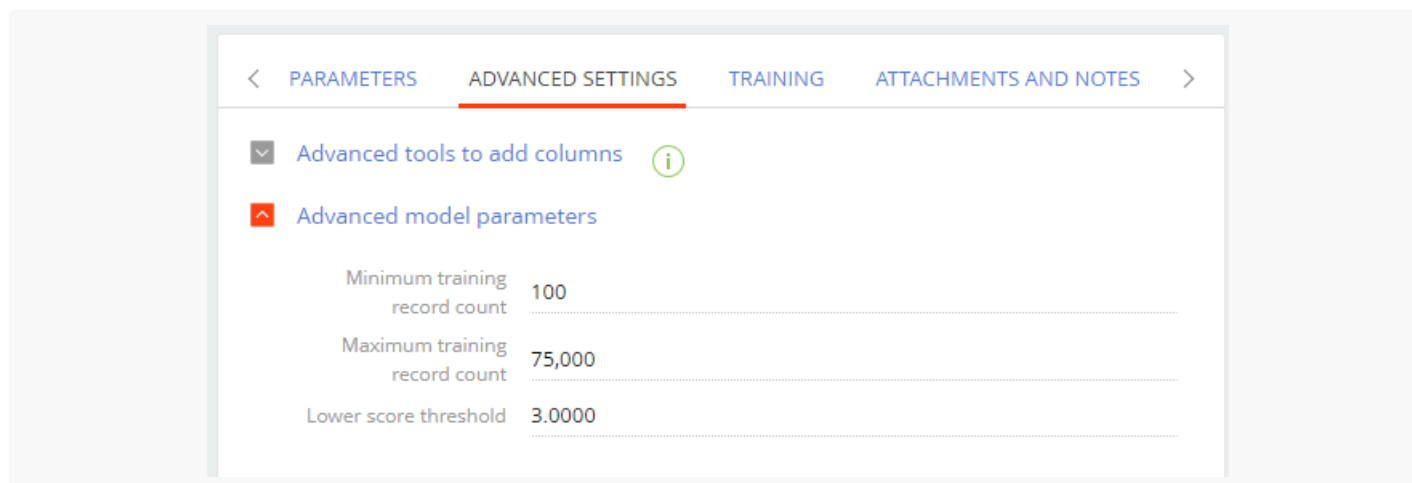 PARAMETERS ADVANCED SETTINGS TRAINING ATTACHMENTS AND NOTES
Advanced tools to add columns i
Advanced model parameters
Minimum training
record count 100
Maximum training
record count 75,000
Lower score threshold 3.0000